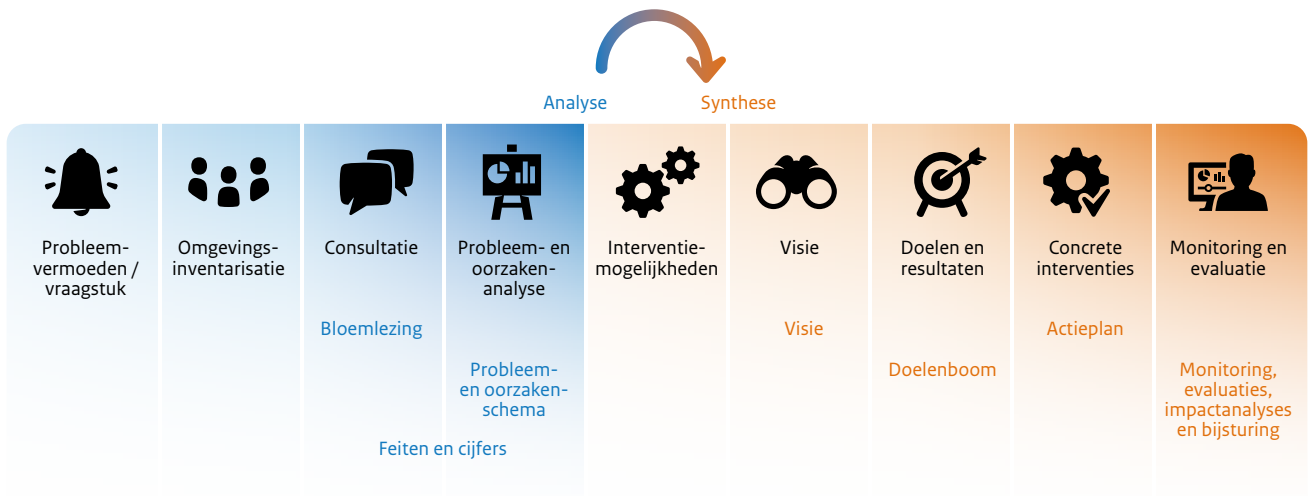 Analyse
Synthese
Probleem-
vermoeden /
vraagstuk
Omgevings-
inventarisatie
Consultatie
Probleem- en
oorzaken-
analyse
Interventie-
mogelijkheden
Visie
Doelen en
resultaten
Concrete
interventies
Monitoring en
evaluatie
Bloemlezing
Probleem-
en oorzaken-
schema
Feiten en cijfers
Visie
Doelenboom
Actieplan
Monitoring,
evaluaties,
impactanalyses
en bijsturing